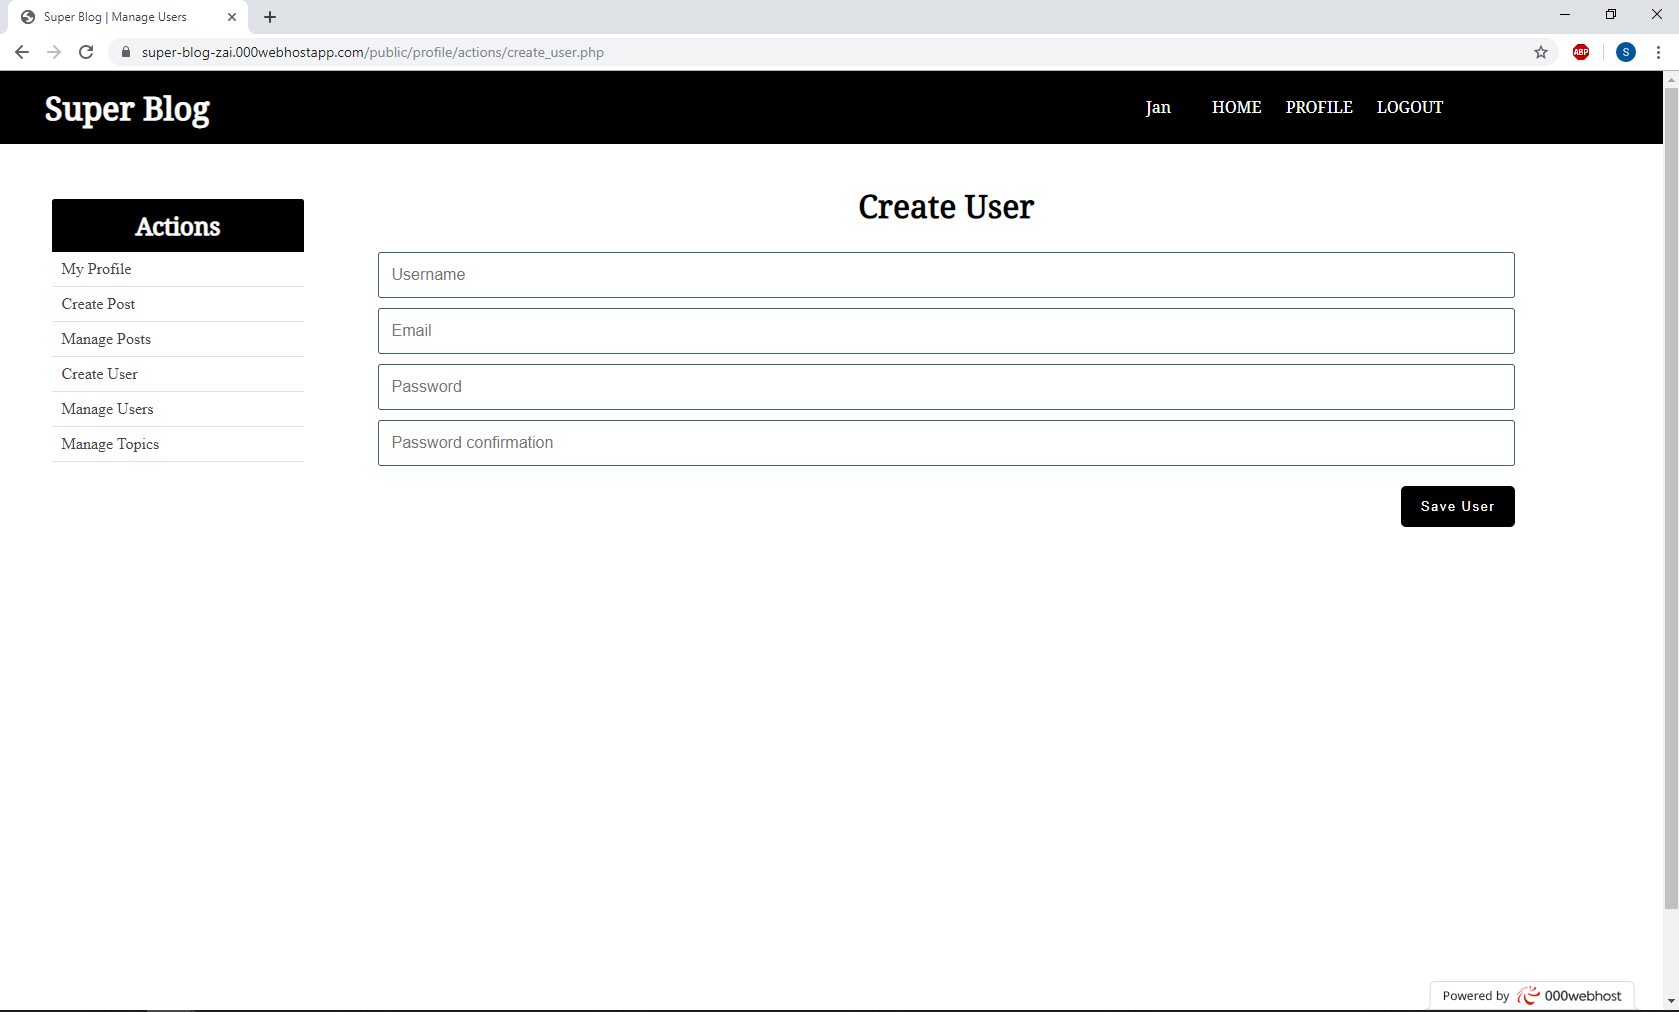 Super Blog | Manage Users
super-blog-zai.000webhostapp.com/public/profile/actions/create_user.php
ABP
S
Super Blog
Jan HOME PROFILE LOGOUT
Actions
My Profile
Create Post
Manage Posts
Create User
Manage Users
Manage Topics
Create User
Username
Email
Password
Password confirmation
Save User
Powered by 000webhost